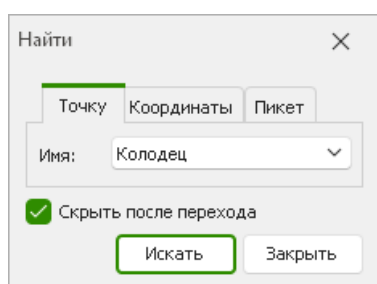 Найти
Точку Координаты Пикет
Имя: Колодец
Скрыть после перехода
Искать Закрыть